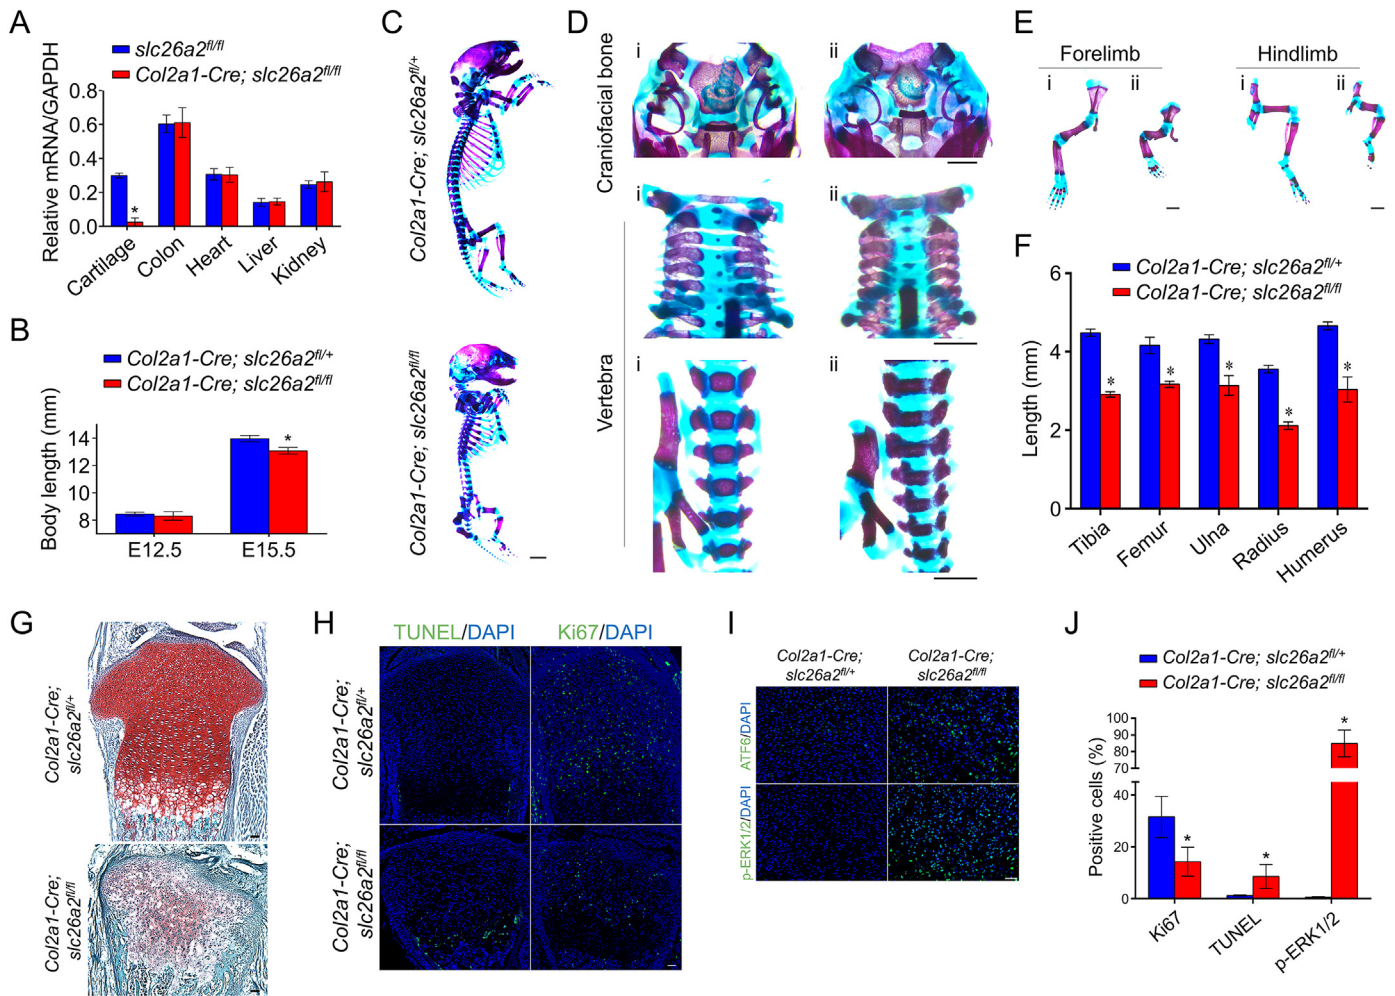 A
slc26a2fl/fl
Col2a1-Cre; slc26a2fl/fl
Relative mRNA/GAPDH
0.8
0.6
0.4
0.2
0.0
*
Cartilage
Colon
Heart
Liver
Kidney
B
Col2a1-Cre; slc26a2fl/+
Col2a1-Cre; slc26a2fl/fl
Body length (mm)
14
12
10
8
*
E12.5
E15.5
C
Col2a1-Cre; slc26a2fl/+
Col2a1-Cre; slc26a2fl/fl
D
Craniofacial bone
i
ii
Vertebra
i
ii
i
ii
E
Forelimb
Hindlimb
i
ii
i
ii
F
Col2a1-Cre; slc26a2fl/+
Col2a1-Cre; slc26a2fl/fl
Length (mm)
6
4
2
0
*
*
*
*
*
Tibia
Femur
Ulna
Radius
Humerus
G
Col2a1-Cre;
slc26a2fl/+
Col2a1-Cre;
slc26a2fl/fl
H
TUNEL/DAPI
Ki67/DAPI
Col2a1-Cre;
slc26a2fl/+
Col2a1-Cre;
slc26a2fl/fl
I
Col2a1-Cre;
slc26a2fl/+
Col2a1-Cre;
slc26a2fl/fl
ATF6/DAPI
p-ERK1/2/DAPI
J
Col2a1-Cre; slc26a2fl/+
Col2a1-Cre; slc26a2fl/fl
Positive cells (%)
100
90
80
70
60
40
20
0
*
*
*
Ki67
TUNEL
p-ERK1/2